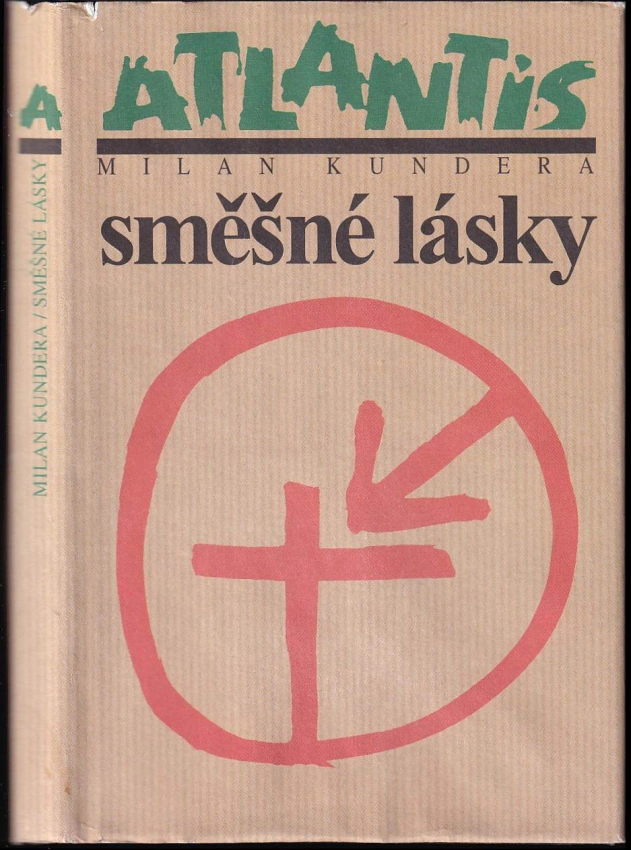 ATLANTIS
MILAN KUNDERA
směšné lásky
A
MILAN KUNDERA / SMĚŠNÉ LÁSKY